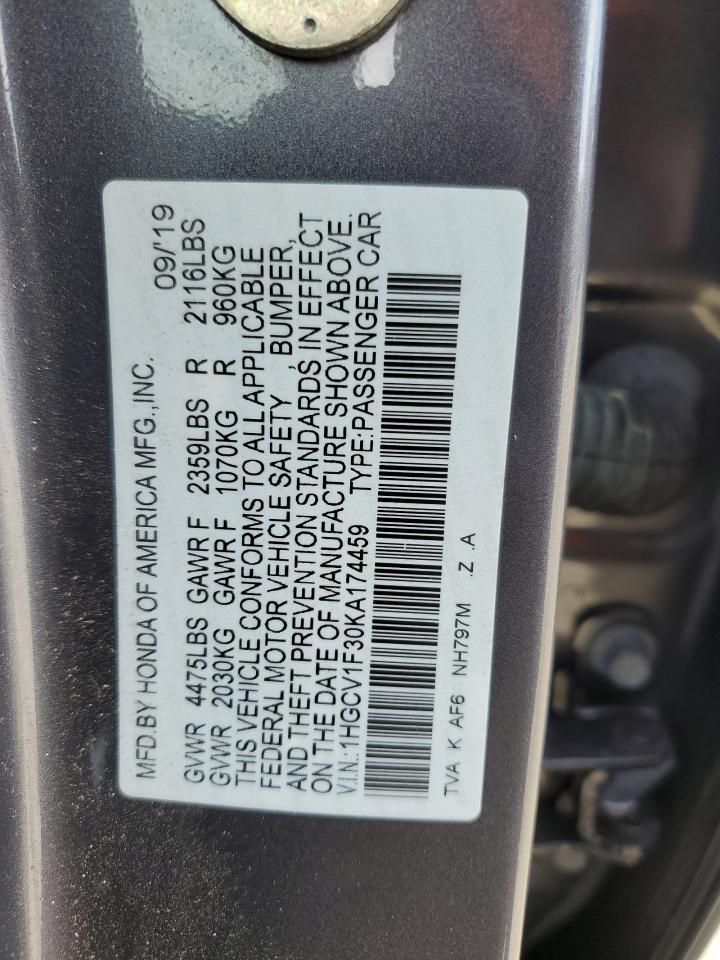 MFD.BY HONDA OF AMERICA MFG.,INC. 09/'19
GVWR 4475LBS GAWR F 2359LBS R 2116LBS
GVWR 2030KG GAWR F 1070KG R 960KG
THIS VEHICLE CONFORMS TO ALL APPLICABLE
FEDERAL MOTOR VEHICLE SAFETY , BUMPER,
AND THEFT PREVENTION STANDARDS IN EFFECT
ON THE DATE OF MANUFACTURE SHOWN ABOVE.
V.I.N.:1HGCV1F30KA174459 TYPE:PASSENGER CAR
TVA K AF6 NH797M .Z .A